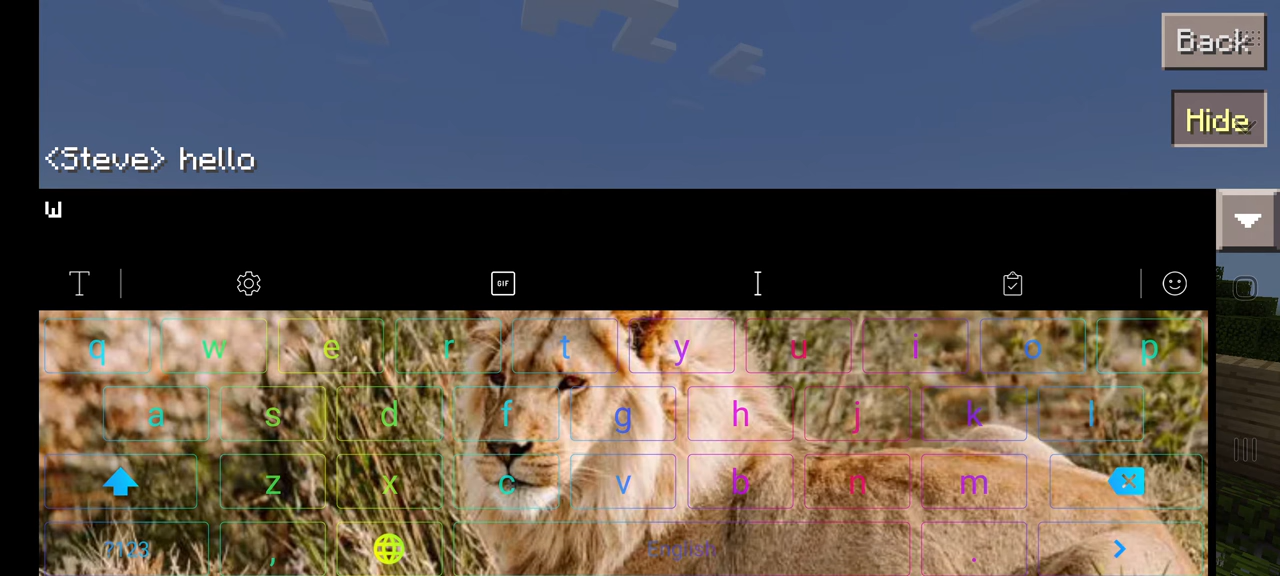 Back
Hide
<Steve> hello
w
GIF
q w e r t y u i o p
a s d f g h j k l
z x c v b n m
?123 , English .